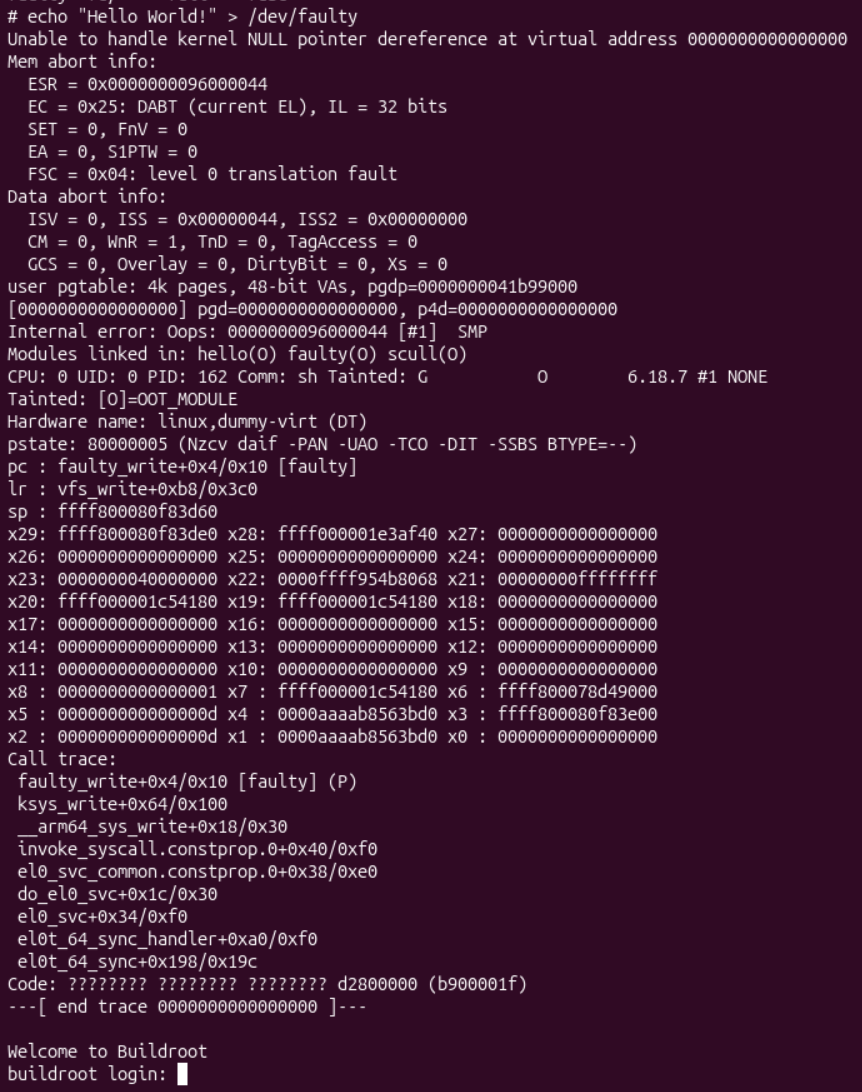 # echo "Hello World!" > /dev/faulty
Unable to handle kernel NULL pointer dereference at virtual address 0000000000000000
Mem abort info:
  ESR = 0x0000000096000044
  EC = 0x25: DABT (current EL), IL = 32 bits
  SET = 0, FnV = 0
  EA = 0, S1PTW = 0
  FSC = 0x04: level 0 translation fault
Data abort info:
  ISV = 0, ISS = 0x00000044, ISS2 = 0x00000000
  CM = 0, WnR = 1, TnD = 0, TagAccess = 0
  GCS = 0, Overlay = 0, DirtyBit = 0, Xs = 0
user pgtable: 4k pages, 48-bit VAs, pgdp=0000000041b99000
[0000000000000000] pgd=0000000000000000, p4d=0000000000000000
Internal error: Oops: 0000000096000044 [#1]  SMP
Modules linked in: hello(O) faulty(O) scull(O)
CPU: 0 UID: 0 PID: 162 Comm: sh Tainted: G           O        6.18.7 #1 NONE
Tainted: [O]=OOT_MODULE
Hardware name: linux,dummy-virt (DT)
pstate: 80000005 (Nzcv daif -PAN -UAO -TCO -DIT -SSBS BTYPE=--)
pc : faulty_write+0x4/0x10 [faulty]
lr : vfs_write+0xb8/0x3c0
sp : ffff800080f83d60
x29: ffff800080f83de0 x28: ffff000001e3af40 x27: 0000000000000000
x26: 0000000000000000 x25: 0000000000000000 x24: 0000000000000000
x23: 0000000040000000 x22: 0000ffff954b8068 x21: 00000000ffffffff
x20: ffff000001c54180 x19: ffff000001c54180 x18: 0000000000000000
x17: 0000000000000000 x16: 0000000000000000 x15: 0000000000000000
x14: 0000000000000000 x13: 0000000000000000 x12: 0000000000000000
x11: 0000000000000000 x10: 0000000000000000 x9 : 0000000000000000
x8 : 0000000000000001 x7 : ffff000001c54180 x6 : ffff800078d49000
x5 : 000000000000000d x4 : 0000aaaab8563bd0 x3 : ffff800080f83e00
x2 : 000000000000000d x1 : 0000aaaab8563bd0 x0 : 0000000000000000
Call trace:
 faulty_write+0x4/0x10 [faulty] (P)
 ksys_write+0x64/0x100
 __arm64_sys_write+0x18/0x30
 invoke_syscall.constprop.0+0x40/0xf0
 el0_svc_common.constprop.0+0x38/0xe0
 do_el0_svc+0x1c/0x30
 el0_svc+0x34/0xf0
 el0t_64_sync_handler+0xa0/0xf0
 el0t_64_sync+0x198/0x19c
Code: ???????? ???????? ???????? d2800000 (b900001f)
---[ end trace 0000000000000000 ]---
Welcome to Buildroot
buildroot login: